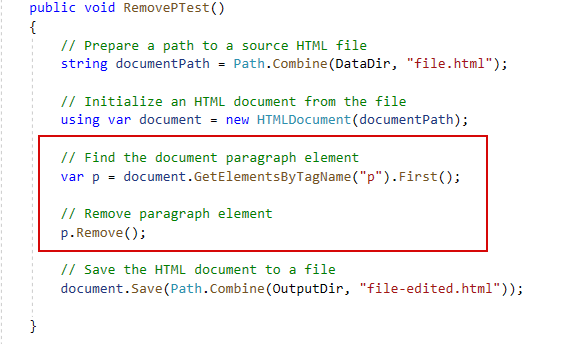 public void RemovePTest()
{
// Prepare a path to a source HTML file
string documentPath = Path.Combine(DataDir, "file.html");
// Initialize an HTML document from the file
using var document = new HTMLDocument(documentPath);
// Find the document paragraph element
var p = document.GetElementsByTagName("p").First();
// Remove paragraph element
p.Remove();
// Save the HTML document to a file
document.Save(Path.Combine(OutputDir, "file-edited.html"));
}